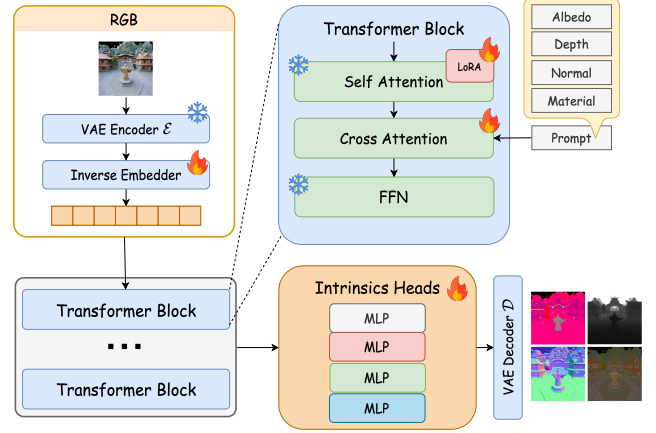 RGB
VAE Encoder ℰ
Inverse Embedder
Transformer Block
LoRA
Self Attention
Cross Attention
FFN
Albedo
Depth
Normal
Material
Prompt
Transformer Block
...
Transformer Block
Intrinsics Heads
MLP
MLP
MLP
MLP
VAE Decoder 𝒟